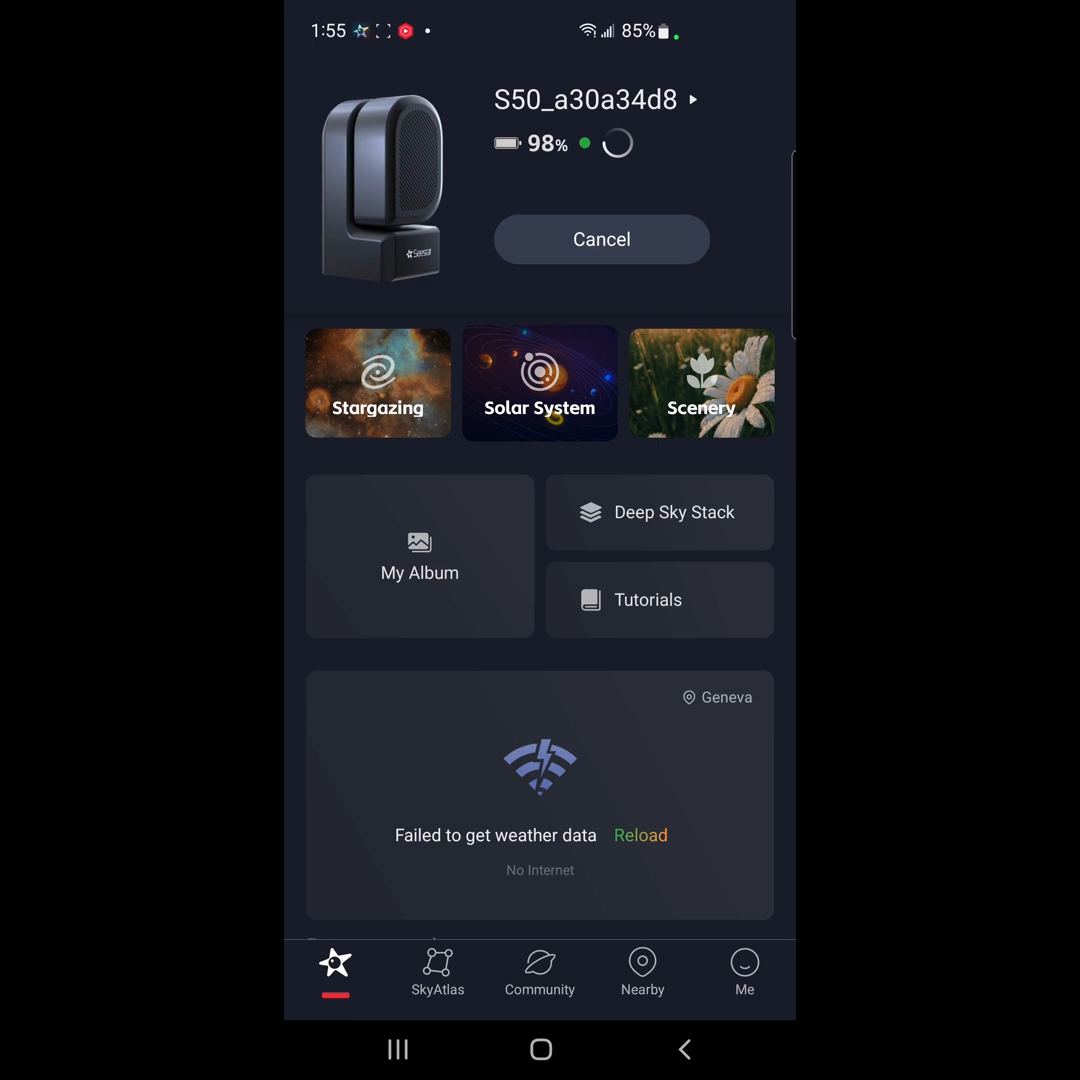 1:55 85%
S50_a30a34d8
98%
Cancel
Seestar
Stargazing
Solar System
Scenery
My Album
Deep Sky Stack
Tutorials
Geneva
Failed to get weather data Reload
No Internet
SkyAtlas
Community
Nearby
Me